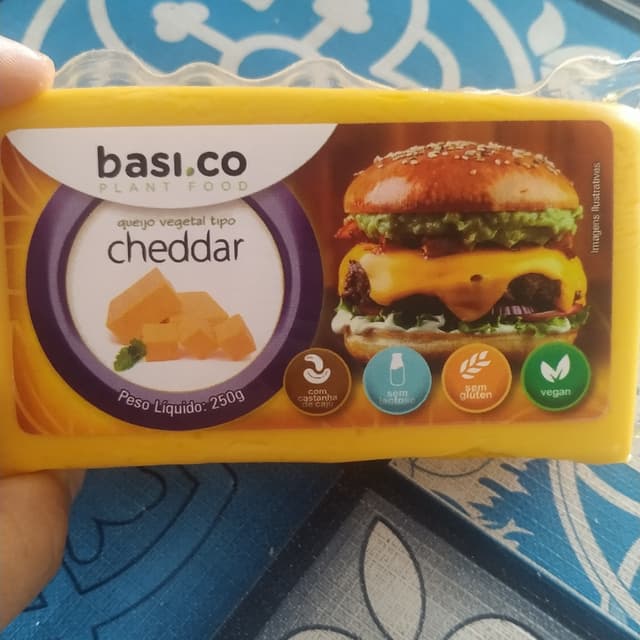 basi.co
PLANT FOOD
queijo vegetal tipo
cheddar
Peso Líquido: 250g
com
castanha
de caju
sem
lactose
sem
glúten
vegan
Imagens Ilustrativas